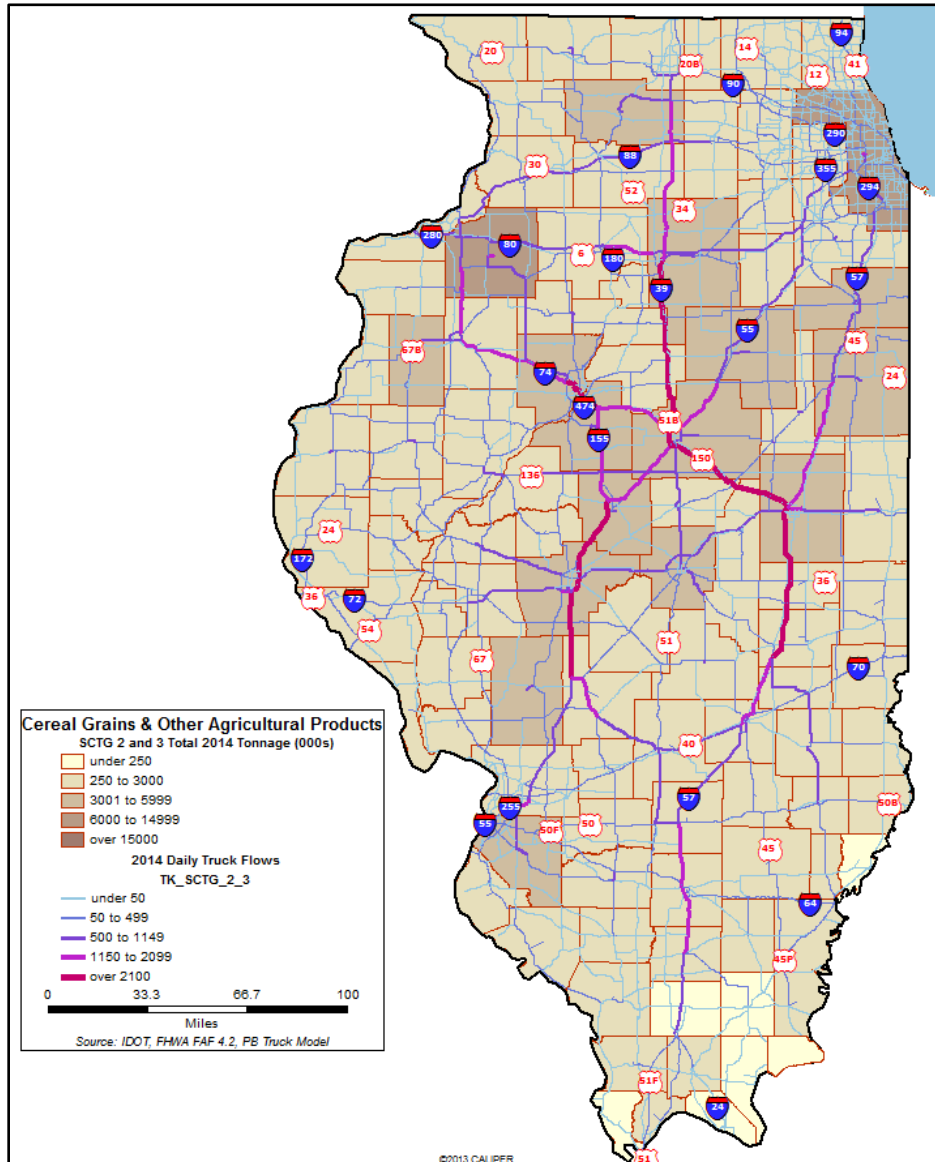 94
20
14
41
20B
12
90
290
88
30
355
52
294
34
280
80
6
180
57
39
55
45
67B
24
74
474
51B
155
150
136
24
172
36
72
36
54
51
67
70
40
57
255
50B
55
50F
50
45
64
45P
51F
24
51
Cereal Grains & Other Agricultural Products
SCTG 2 and 3 Total 2014 Tonnage (000s)
under 250
250 to 3000
3001 to 5999
6000 to 14999
over 15000
2014 Daily Truck Flows
TK_SCTG_2_3
under 50
50 to 499
500 to 1149
1150 to 2099
over 2100
0 33.3 66.7 100
Miles
Source: IDOT, FHWA FAF 4.2, PB Truck Model
©2013 CALIPER